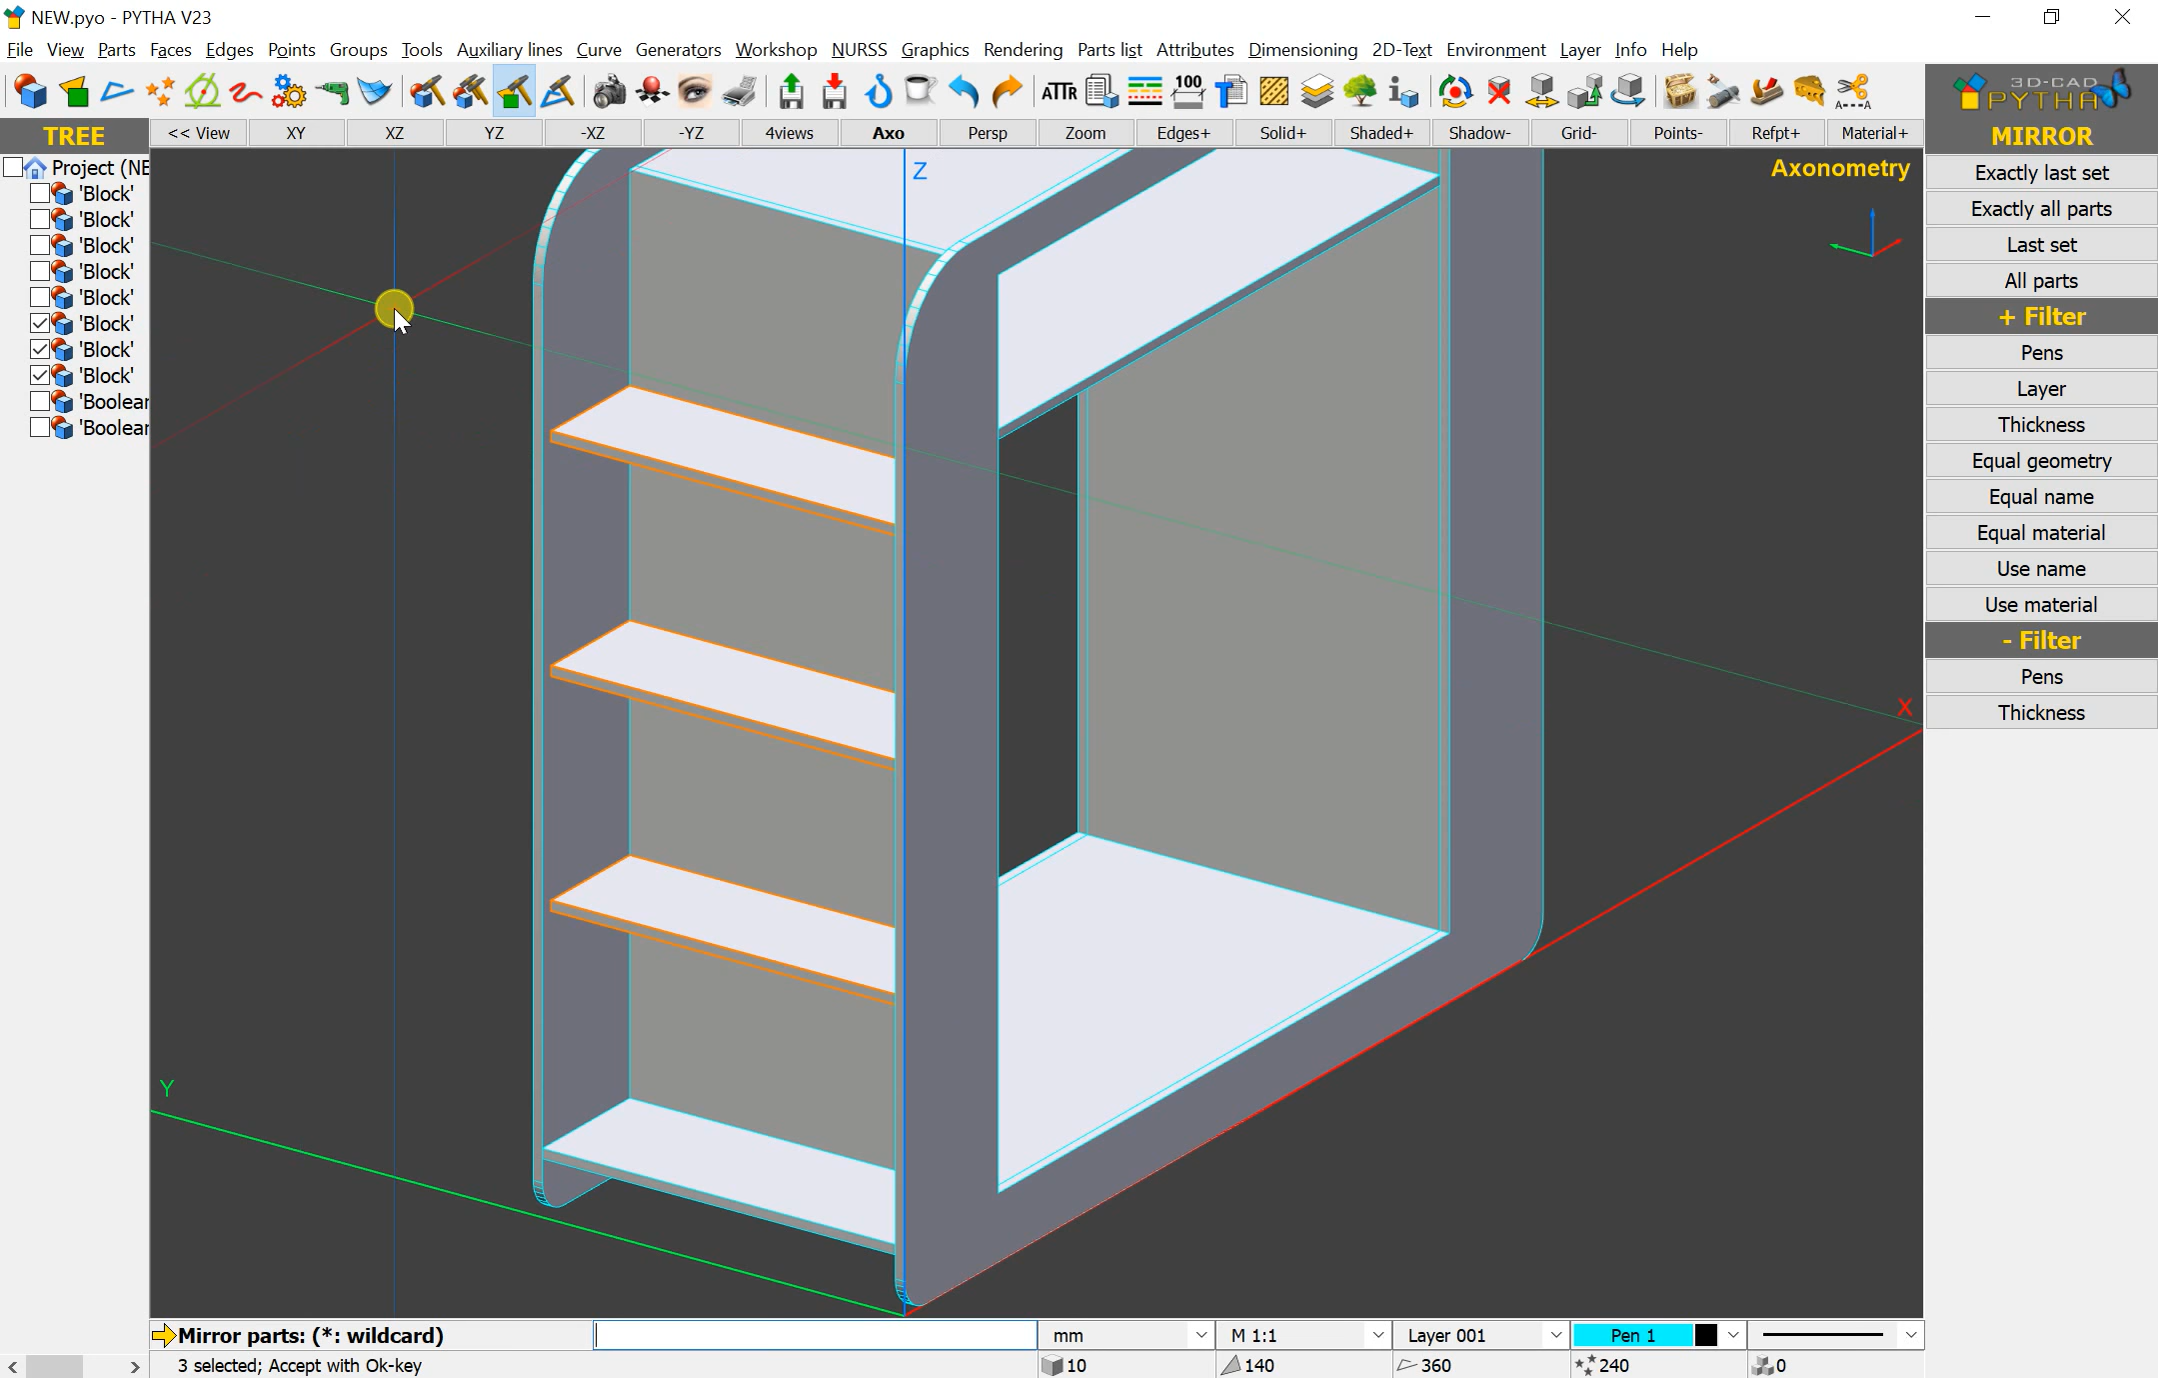 NEW.pyo - PYTHA V23
File View Parts Faces Edges Points Groups Tools Auxiliary lines Curve Generators Workshop NURSS Graphics Rendering Parts list Attributes Dimensioning 2D-Text Environment Layer Info Help
ATTR 100 A---A
3D-CAD
PYTHA
TREE
<< View XY XZ YZ -XZ -YZ 4views Axo Persp Zoom Edges+ Solid+ Shaded+ Shadow- Grid- Points- Refpt+ Material+
MIRROR
Project (NE
'Block'
'Block'
'Block'
'Block'
'Block'
'Block'
'Block'
'Block'
'Boolear
'Boolear
Z
Axonometry
X
Y
Exactly last set
Exactly all parts
Last set
All parts
+ Filter
Pens
Layer
Thickness
Equal geometry
Equal name
Equal material
Use name
Use material
- Filter
Pens
Thickness
Mirror parts: (*: wildcard)
mm
M 1:1
Layer 001
Pen 1
3 selected; Accept with Ok-key
10
140
360
240
0